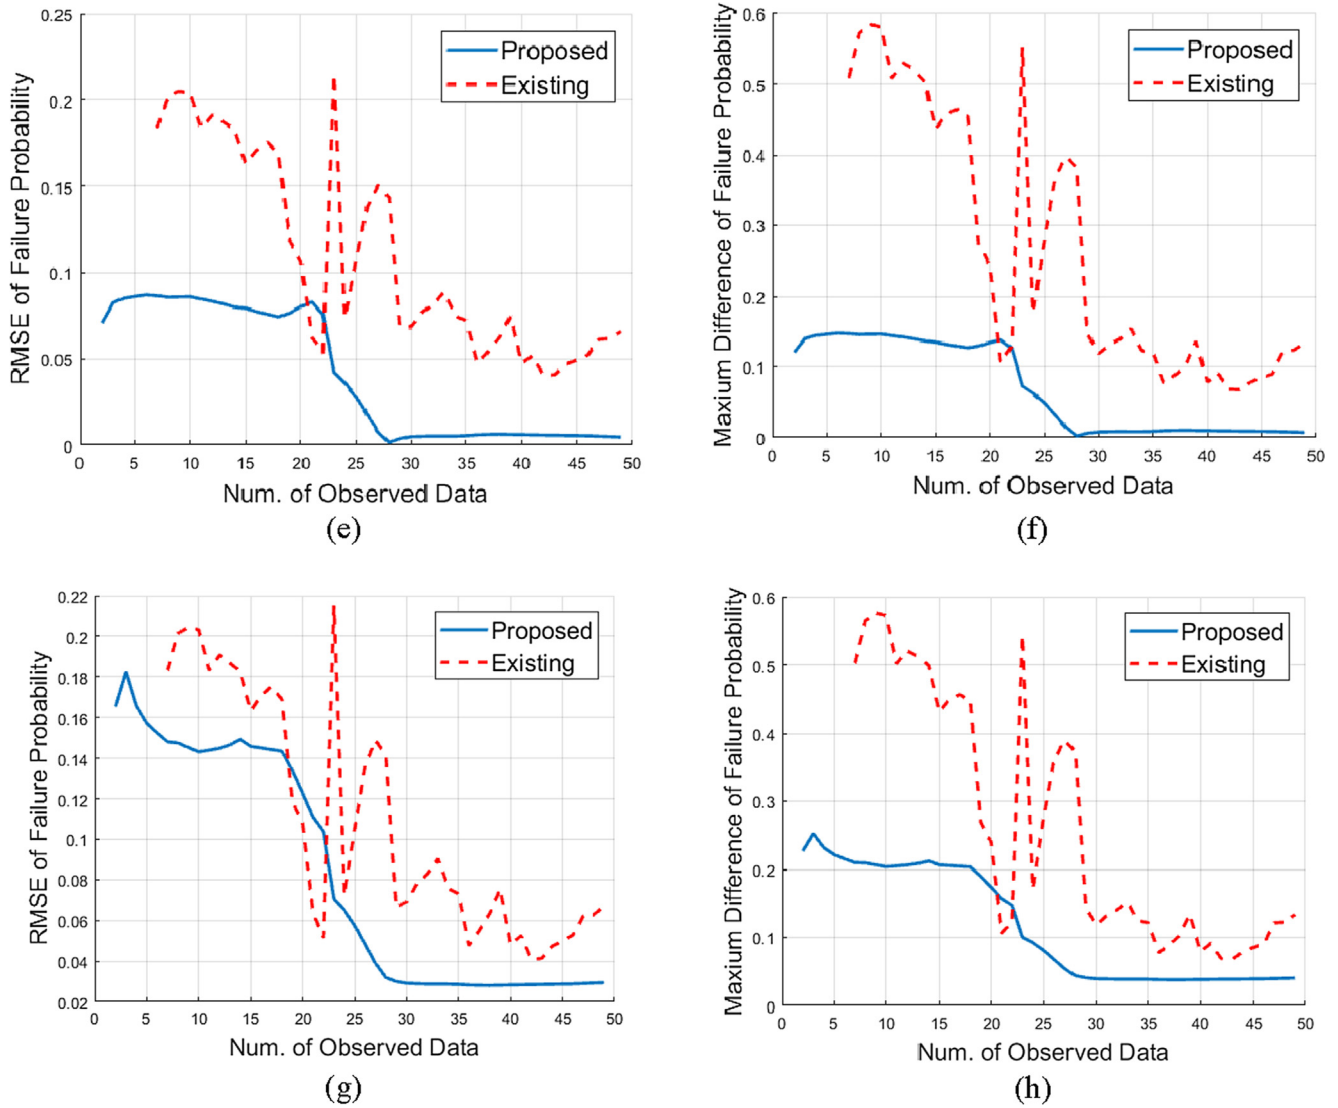 0.25
0.2
0.15
0.1
0.05
0
RMSE of Failure Probability
Proposed
Existing
0 5 10 15 20 25 30 35 40 45 50
Num. of Observed Data
(e)
0.6
0.5
0.4
0.3
0.2
0.1
0
Maxium Difference of Failure Probability
Proposed
Existing
0 5 10 15 20 25 30 35 40 45 50
Num. of Observed Data
(f)
0.22
0.2
0.18
0.16
0.14
0.12
0.1
0.08
0.06
0.04
0.02
RMSE of Failure Probability
Proposed
Existing
0 5 10 15 20 25 30 35 40 45 50
Num. of Observed Data
(g)
0.6
0.5
0.4
0.3
0.2
0.1
0
Maxium Difference of Failure Probability
Proposed
Existing
0 5 10 15 20 25 30 35 40 45 50
Num. of Observed Data
(h)